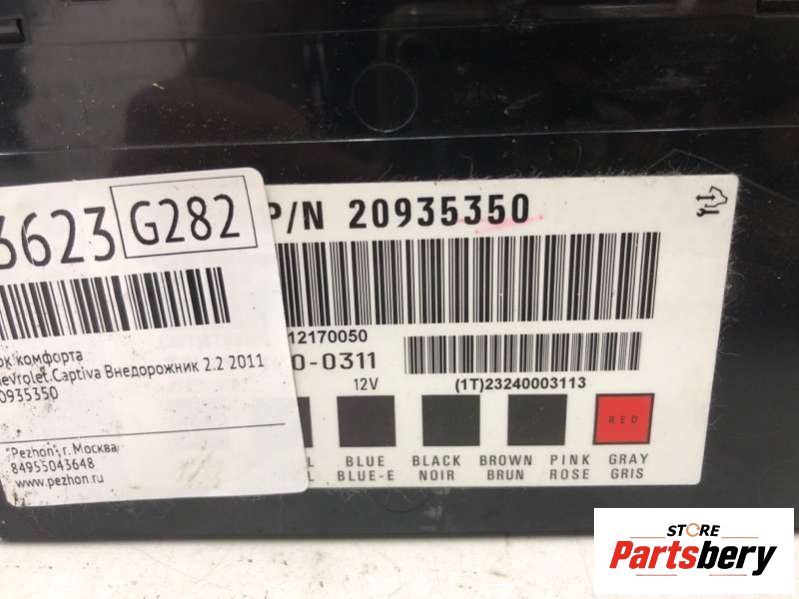 3623 G282
ок комфорта
hevrolet Captiva Внедорожник 2.2 2011
0935350
"Pezhon", г. Москва
84955043648
www.pezhon.ru
P/N 20935350
12170050
0-0311
12V
(1T)23240003113
RED
BLUE BLACK BROWN PINK GRAY
BLUE-E NOIR BRUN ROSE GRIS
STORE
Partsbery